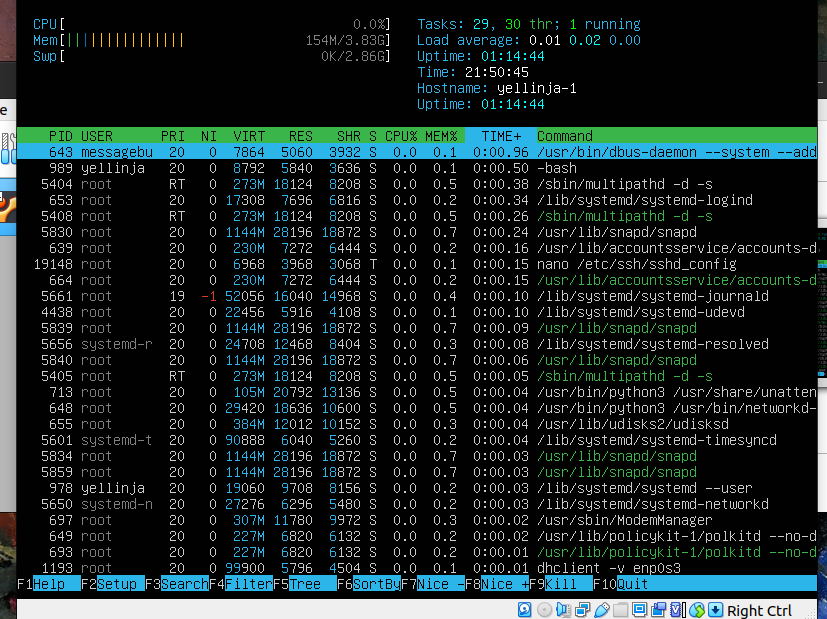 CPU[ 0.0%]
Mem[||||||||||||||| 154M/3.83G]
Swp[ 0K/2.86G]
Tasks: 29, 30 thr; 1 running
Load average: 0.01 0.02 0.00
Uptime: 01:14:44
Time: 21:50:45
Hostname: yellinja-1
Uptime: 01:14:44
e
PID USER PRI NI VIRT RES SHR S CPU% MEM% TIME+ Command
643 messagebu 20 0 7864 5060 3932 S 0.0 0.1 0:00.96 /usr/bin/dbus-daemon --system --add
989 yellinja 20 0 8792 5840 3636 S 0.0 0.1 0:00.50 -bash
5404 root RT 0 273M 18124 8208 S 0.0 0.5 0:00.38 /sbin/multipathd -d -s
653 root 20 0 17308 7696 6816 S 0.0 0.2 0:00.34 /lib/systemd/systemd-logind
5408 root RT 0 273M 18124 8208 S 0.0 0.5 0:00.26 /sbin/multipathd -d -s
5830 root 20 0 1144M 28196 18872 S 0.0 0.7 0:00.24 /usr/lib/snapd/snapd
639 root 20 0 230M 7272 6444 S 0.0 0.2 0:00.16 /usr/lib/accountsservice/accounts-d
19148 root 20 0 6968 3968 3068 T 0.0 0.1 0:00.15 nano /etc/ssh/sshd_config
664 root 20 0 230M 7272 6444 S 0.0 0.2 0:00.15 /usr/lib/accountsservice/accounts-d
5661 root 19 -1 52056 16040 14968 S 0.0 0.4 0:00.10 /lib/systemd/systemd-journald
4438 root 20 0 22456 5916 4108 S 0.0 0.1 0:00.10 /lib/systemd/systemd-udevd
5839 root 20 0 1144M 28196 18872 S 0.0 0.7 0:00.09 /usr/lib/snapd/snapd
5656 systemd-r 20 0 24708 12468 8404 S 0.0 0.3 0:00.08 /lib/systemd/systemd-resolved
5840 root 20 0 1144M 28196 18872 S 0.0 0.7 0:00.06 /usr/lib/snapd/snapd
5405 root RT 0 273M 18124 8208 S 0.0 0.5 0:00.05 /sbin/multipathd -d -s
713 root 20 0 105M 20792 13136 S 0.0 0.5 0:00.04 /usr/bin/python3 /usr/share/unatten
648 root 20 0 29420 18636 10600 S 0.0 0.5 0:00.04 /usr/bin/python3 /usr/bin/networkd-
655 root 20 0 384M 12012 10152 S 0.0 0.3 0:00.04 /usr/lib/udisks2/udisksd
5601 systemd-t 20 0 90888 6040 5260 S 0.0 0.2 0:00.04 /lib/systemd/systemd-timesyncd
5834 root 20 0 1144M 28196 18872 S 0.0 0.7 0:00.03 /usr/lib/snapd/snapd
5859 root 20 0 1144M 28196 18872 S 0.0 0.7 0:00.03 /usr/lib/snapd/snapd
978 yellinja 20 0 19060 9708 8156 S 0.0 0.2 0:00.03 /lib/systemd/systemd --user
5650 systemd-n 20 0 27276 6296 5480 S 0.0 0.2 0:00.03 /lib/systemd/systemd-networkd
697 root 20 0 307M 11780 9972 S 0.0 0.3 0:00.02 /usr/sbin/ModemManager
649 root 20 0 227M 6820 6132 S 0.0 0.2 0:00.02 /usr/lib/policykit-1/polkitd --no-d
693 root 20 0 227M 6820 6132 S 0.0 0.2 0:00.01 /usr/lib/policykit-1/polkitd --no-d
1193 root 20 0 99900 5796 4504 S 0.0 0.1 0:00.01 dhclient -v enp0s3
F1Help F2Setup F3SearchF4FilterF5Tree F6SortByF7Nice -F8Nice +F9Kill F10Quit
Right Ctrl